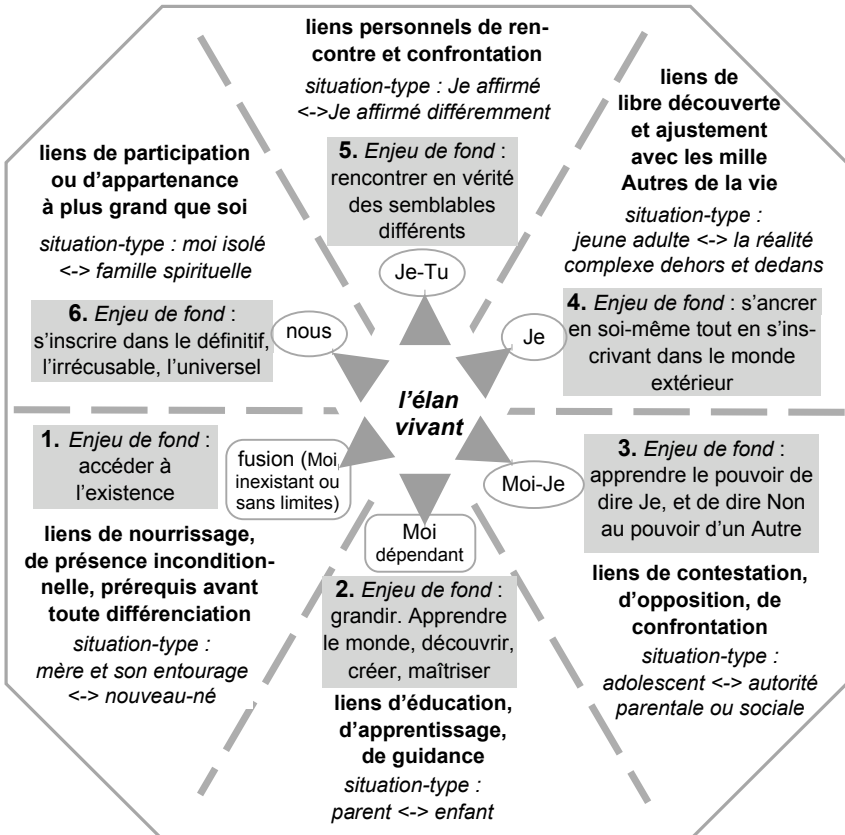 liens personnels de ren-
contre et confrontation
situation-type : Je affirmé
<->Je affirmé différemment
5. Enjeu de fond :
rencontrer en vérité
des semblables
différents
Je-Tu
liens de
libre découverte
et ajustement
avec les mille
Autres de la vie
situation-type :
jeune adulte <-> la réalité
complexe dehors et dedans
4. Enjeu de fond : s’ancrer
en soi-même tout en s’ins-
crivant dans le monde
extérieur
Je
liens de participation
ou d’appartenance
à plus grand que soi
situation-type : moi isolé
<-> famille spirituelle
6. Enjeu de fond :
s’inscrire dans le définitif,
l’irrécusable, l’universel
nous
l’élan
vivant
1. Enjeu de fond :
accéder à
l’existence
fusion (Moi
inexistant ou
sans limites)
liens de nourrissage,
de présence incondition-
nelle, prérequis avant
toute différenciation
situation-type :
mère et son entourage
<-> nouveau-né
Moi
dépendant
2. Enjeu de fond :
grandir. Apprendre
le monde, découvrir,
créer, maîtriser
liens d’éducation,
d’apprentissage,
de guidance
situation-type :
parent <-> enfant
Moi-Je
3. Enjeu de fond :
apprendre le pouvoir de
dire Je, et de dire Non
au pouvoir d’un Autre
liens de contestation,
d’opposition, de
confrontation
situation-type :
adolescent <-> autorité
parentale ou sociale